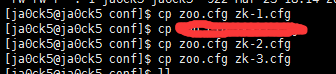 [ja0ck5@ja0ck5 conf]$ cp zoo.cfg zk-1.cfg
[ja0ck5@ja0ck5 conf]$ cp
[ja0ck5@ja0ck5 conf]$ cp zoo.cfg zk-2.cfg
[ja0ck5@ja0ck5 conf]$ cp zoo.cfg zk-3.cfg
[ja0ck5@ja0ck5 conf]$ ll